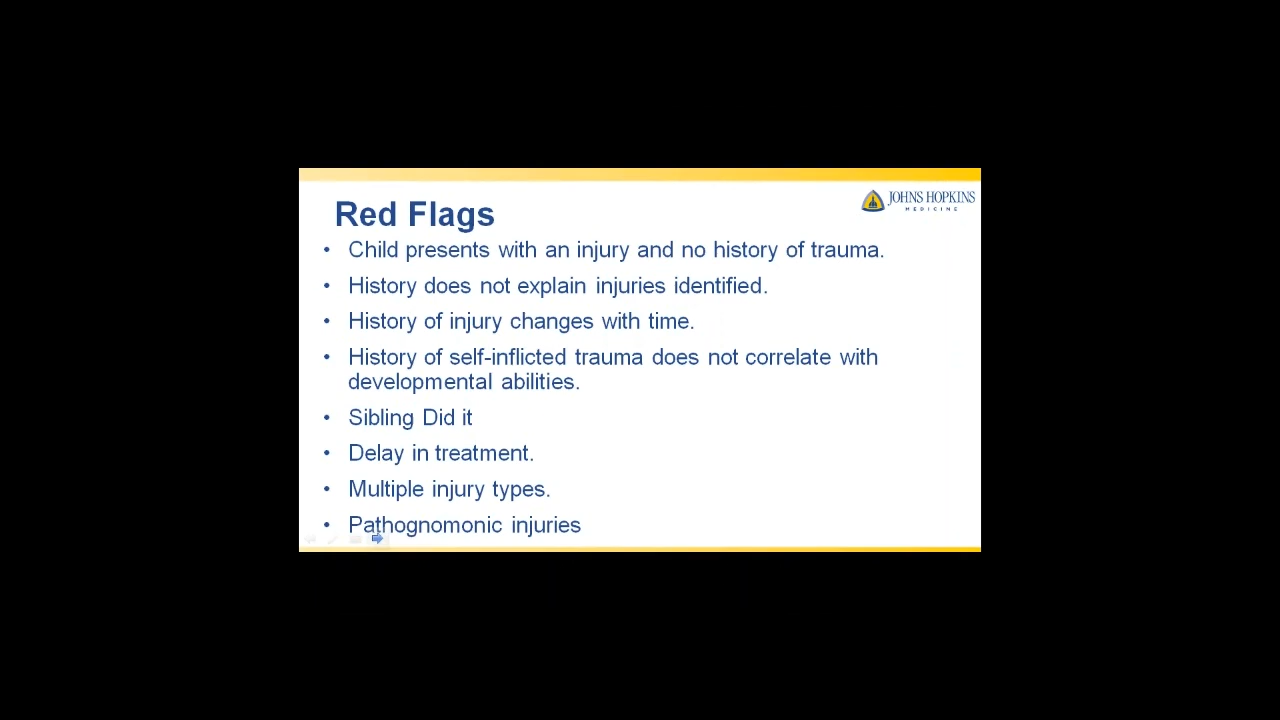 JOHNS HOPKINS
MEDICINE
Red Flags
• Child presents with an injury and no history of trauma.
• History does not explain injuries identified.
• History of injury changes with time.
• History of self-inflicted trauma does not correlate with
developmental abilities.
• Sibling Did it
• Delay in treatment.
• Multiple injury types.
• Pathognomonic injuries